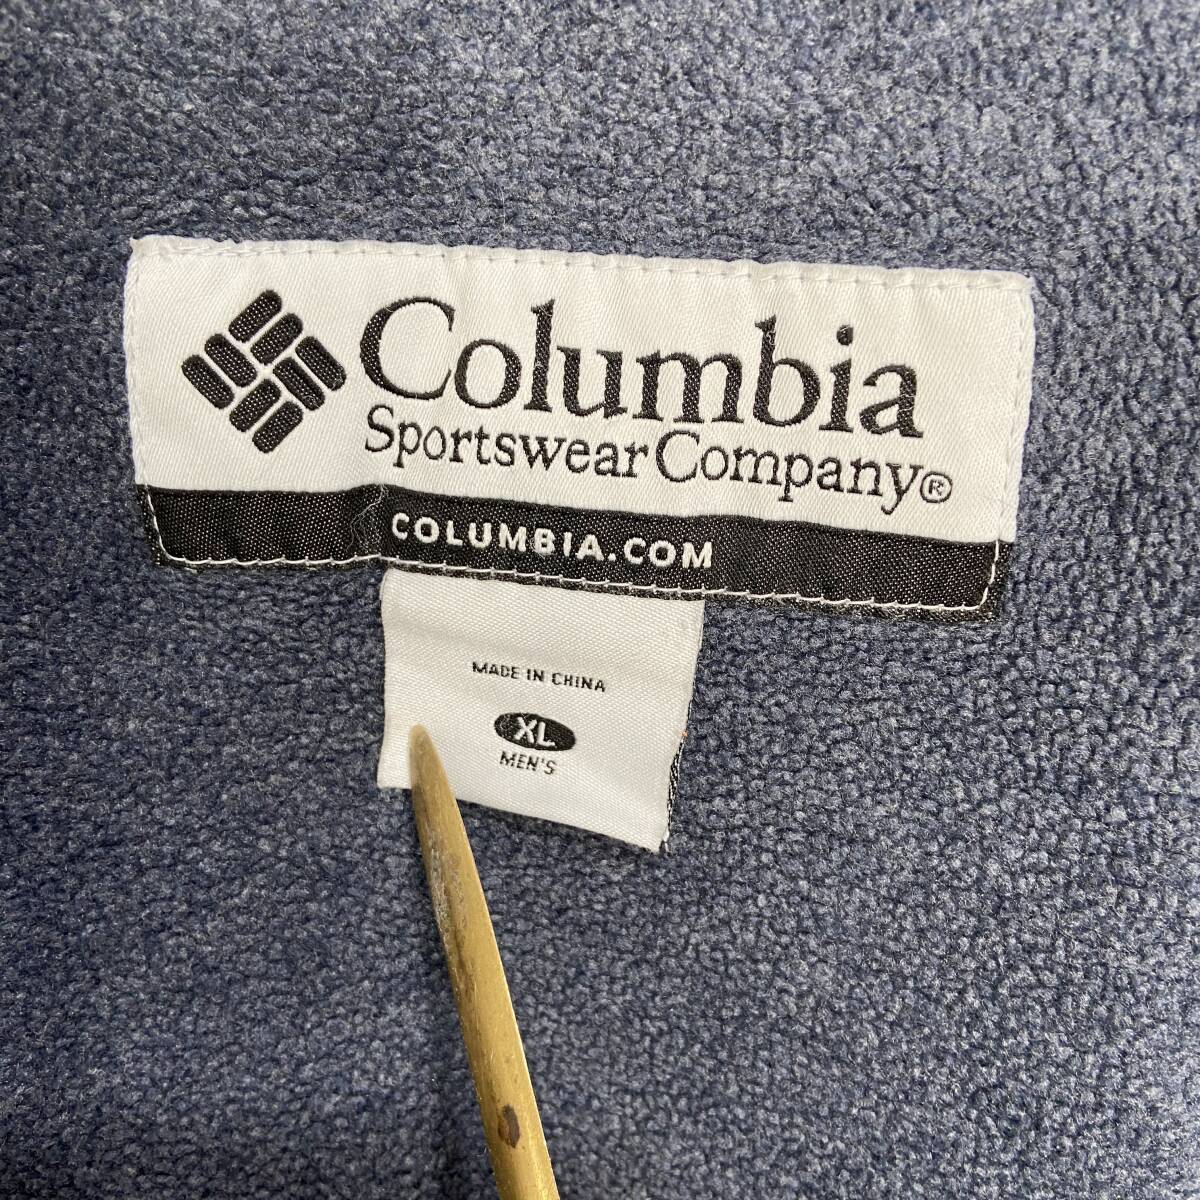 Columbia
Sportswear Company®
COLUMBIA.COM
MADE IN CHINA
XL
MEN'S